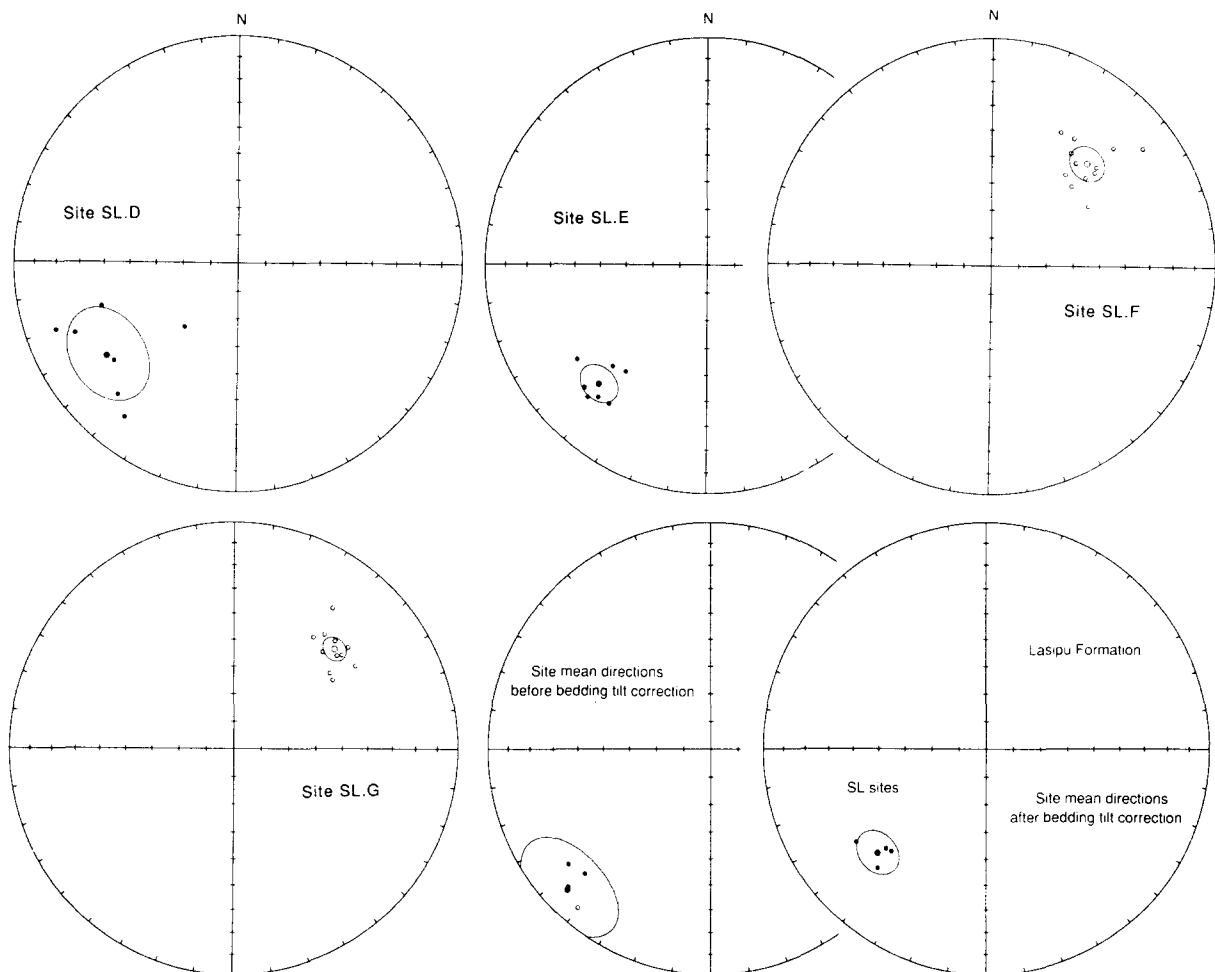 N
N
N
Site SL.D
Site SL.E
Site SL.F
Site SL.G
Site mean directions
before bedding tilt correction
Lasipu Formation
SL sites
Site mean directions
after bedding tilt correction